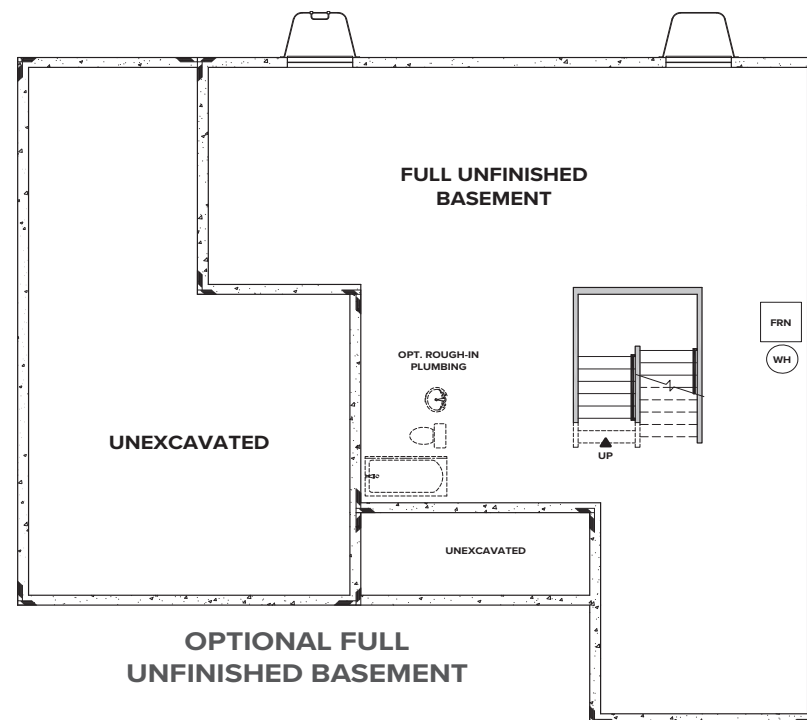 FULL UNFINISHED
BASEMENT
FRN
WH
OPT. ROUGH-IN
PLUMBING
UNEXCAVATED
UP
UNEXCAVATED
OPTIONAL FULL
UNFINISHED BASEMENT